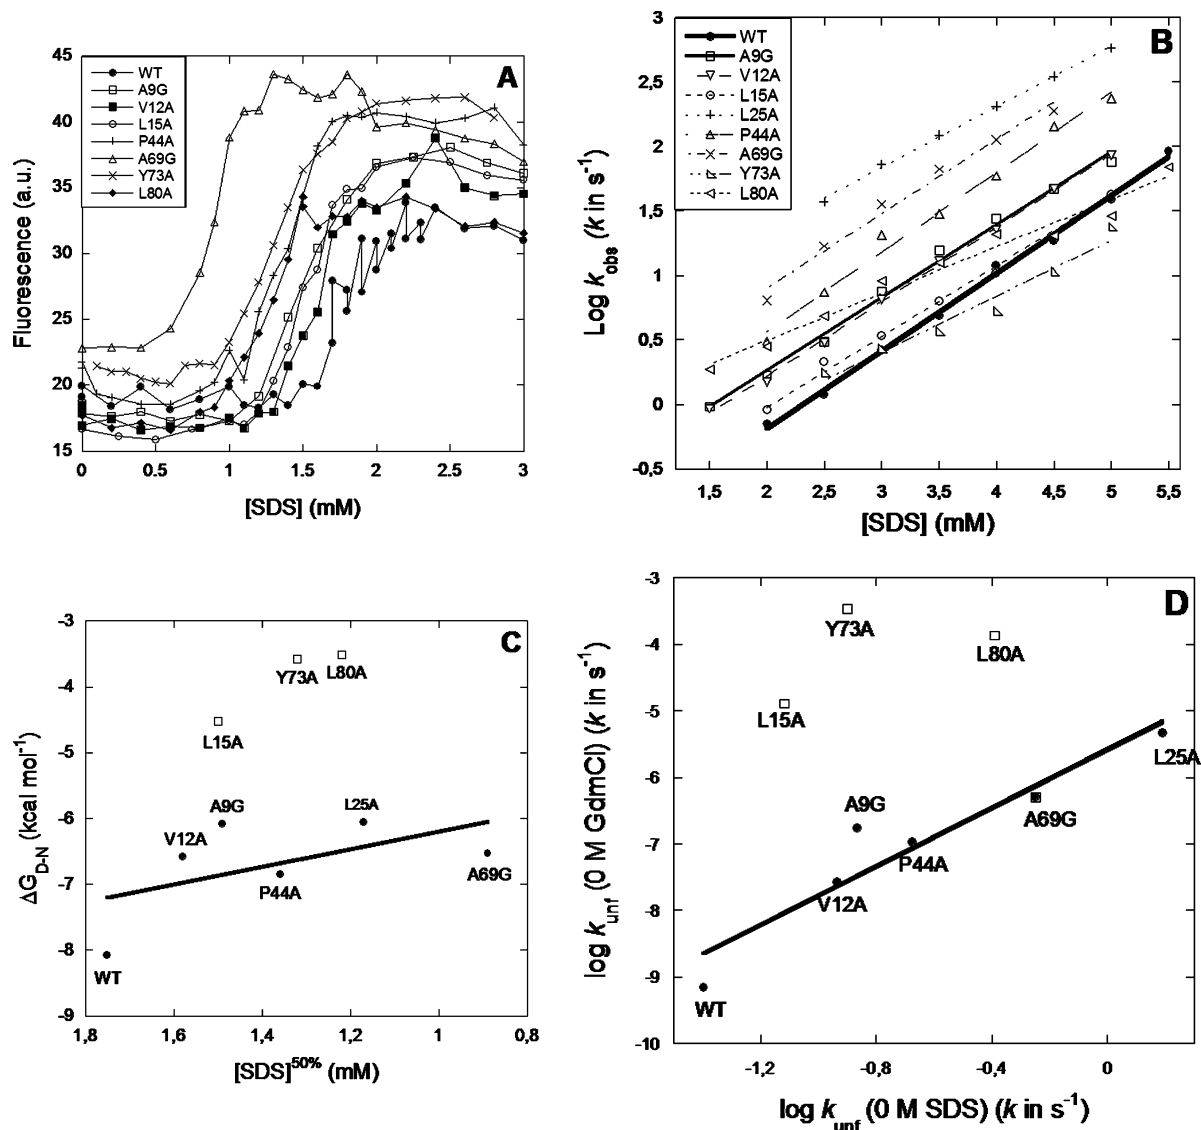 A
45
40
35
30
25
20
15
Fluorescence (a.u.)
WT
A9G
V12A
L15A
P44A
A69G
Y73A
L80A
0 0.5 1 1.5 2 2.5 3
[SDS] (mM)
B
3
2,5
2
1,5
1
0,5
0
-0,5
Log k_obs (k in s⁻¹)
WT
A9G
V12A
L15A
L25A
P44A
A69G
Y73A
L80A
1,5 2 2,5 3 3,5 4 4,5 5 5,5
[SDS] (mM)
C
-3
-4
-5
-6
-7
-8
-9
ΔG_D-N (kcal mol⁻¹)
Y73A
L80A
L15A
A9G
L25A
V12A
P44A
A69G
WT
1,8 1,6 1,4 1,2 1 0,8
[SDS]^50% (mM)
D
-3
-4
-5
-6
-7
-8
-9
-10
log k_unf (0 M GdmCl) (k in s⁻¹)
Y73A
L80A
L15A
L25A
A9G
A69G
P44A
V12A
WT
-1,2 -0,8 -0,4 0
log k_unf (0 M SDS) (k in s⁻¹)